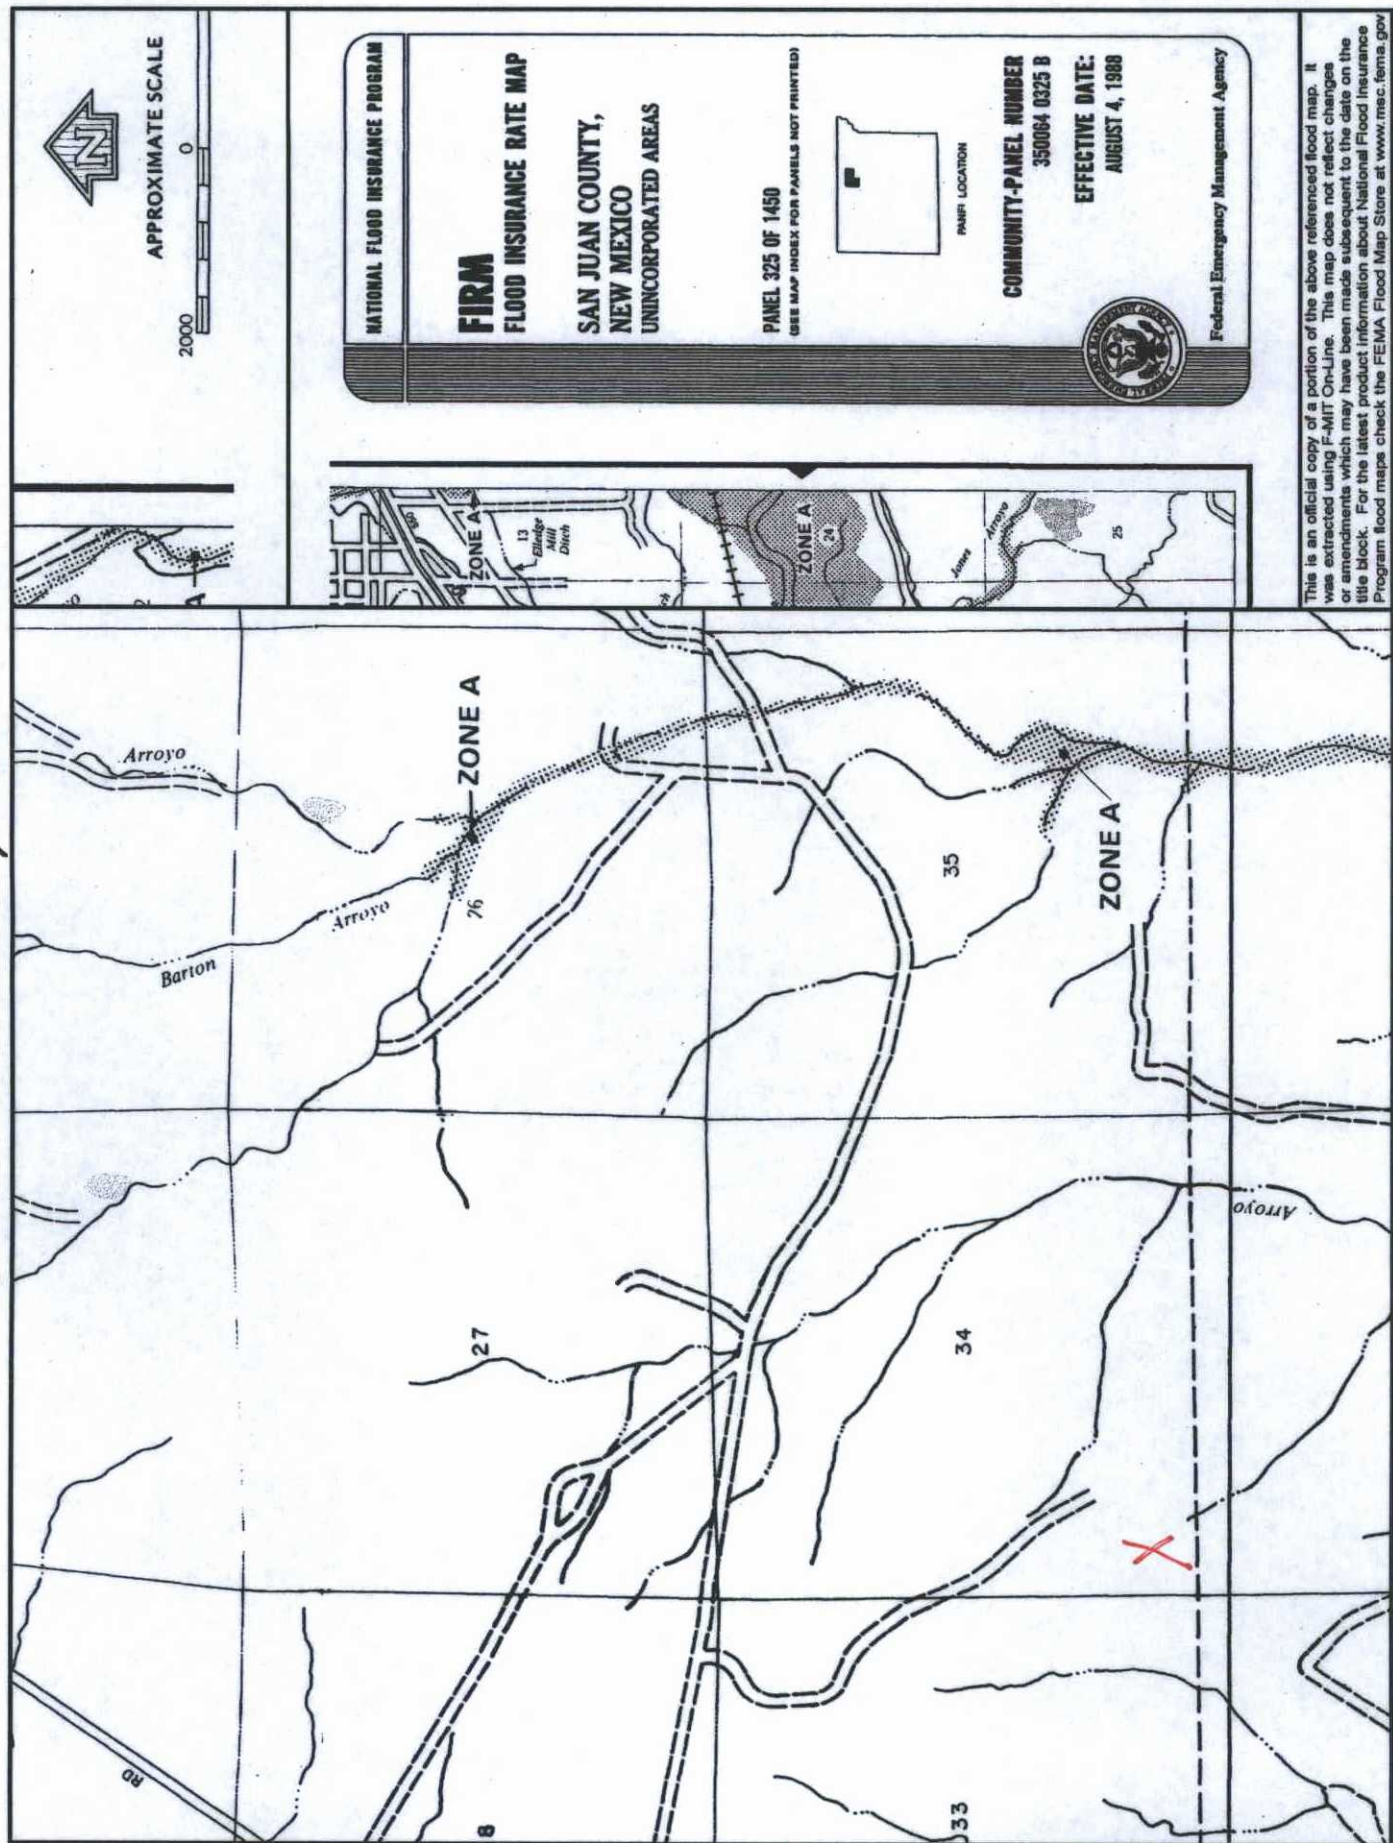 APPROXIMATE SCALE
2000 0
N
NATIONAL FLOOD INSURANCE PROGRAM
FIRM
FLOOD INSURANCE RATE MAP
SAN JUAN COUNTY,
NEW MEXICO
UNINCORPORATED AREAS
PANEL 325 OF 1450
(SEE MAP INDEX FOR PANELS NOT PRINTED)
PANEL LOCATION
COMMUNITY-PANEL NUMBER
350064 0325 B
EFFECTIVE DATE:
AUGUST 4, 1988
Federal Emergency Management Agency
This is an official copy of a portion of the above referenced flood map. It
was extracted using F-MIT On-Line. This map does not reflect changes
or amendments which may have been made subsequent to the date on the
title block. For the latest product information about National Flood Insurance
Program flood maps check the FEMA Flood Map Store at www.msc.fema.gov
ZONE A
13
Elledge
Mill
Ditch
ZONE A
24
Jones Arroyo
25
Arroyo
ZONE A
Barton Arroyo
26
35
ZONE A
27
34
Arroyo
RD
8
33
X